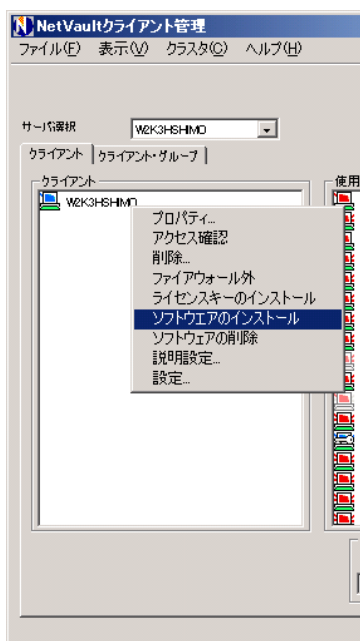 NetVaultクライアント管理
ファイル(F) 表示(V) クラスタ(C) ヘルプ(H)
サーバ選択 W2K3HSHIMO
クライアント クライアント・グループ
クライアント 使用
W2K3HSHIMO
プロパティ...
アクセス確認
削除...
ファイアウォール外
ライセンスキーのインストール
ソフトウエアのインストール
ソフトウェアの削除
説明設定...
設定...